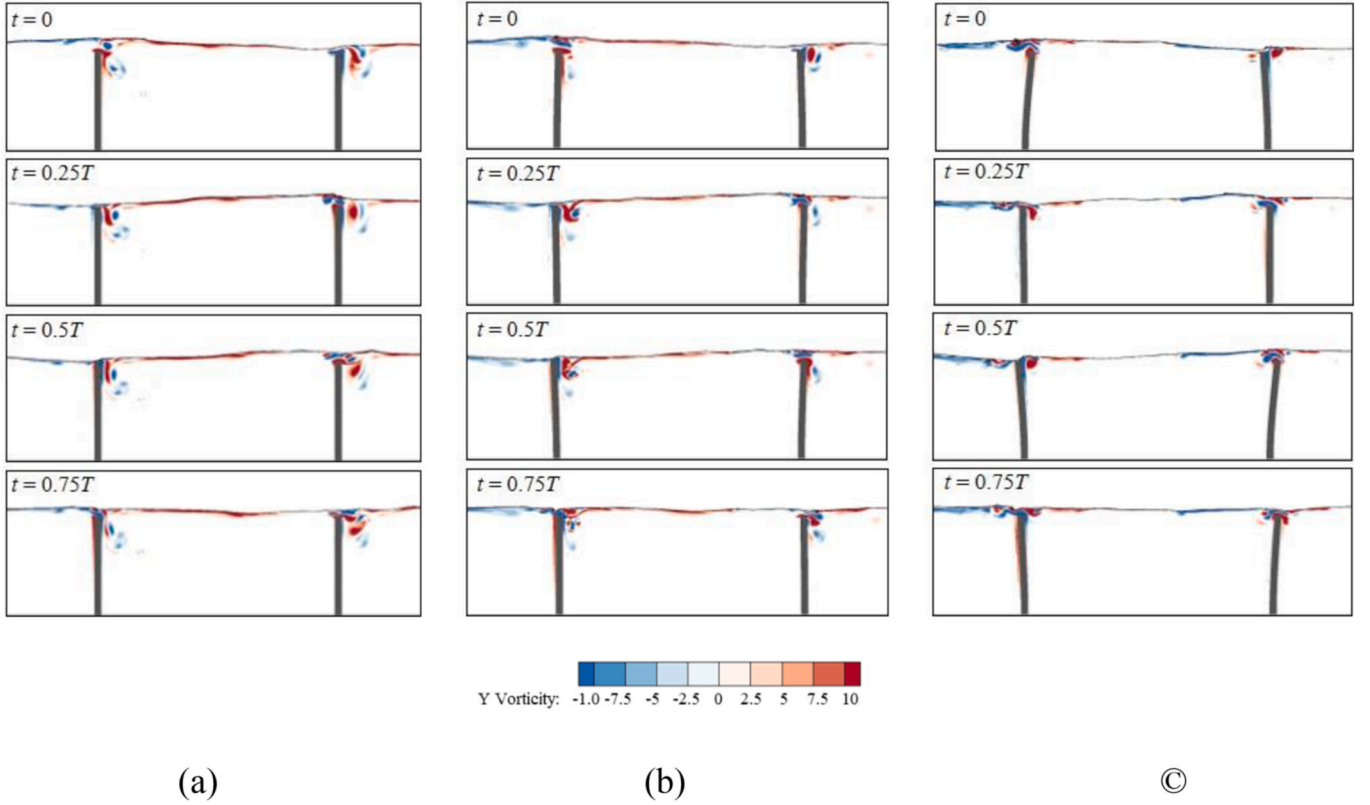 t = 0
t = 0
t = 0
t = 0.25T
t = 0.25T
t = 0.25T
t = 0.5T
t = 0.5T
t = 0.5T
t = 0.75T
t = 0.75T
t = 0.75T
Y Vorticity: -1.0 -7.5 -5 -2.5 0 2.5 5 7.5 10
(a) (b) ©